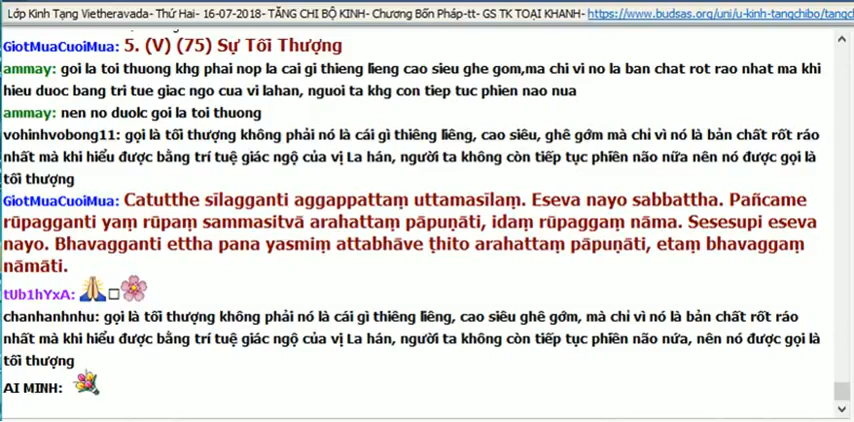 Lớp Kinh Tạng Vietheravada- Thứ Hai- 16-07-2018- TĂNG CHI BỘ KINH- Chương Bốn Pháp-tt- GS TK TOẠI KHANH- https://www.budsas.org/uni/u-kinh-tangchibo/tangc
GiotMuaCuoiMua: 5. (V) (75) Sự Tối Thượng
ammay: goi la toi thuong khg phai nop la cai gi thieng lieng cao sieu ghe gom,ma chi vi no la ban chat rot rao nhat ma khi
hieu duoc bang tri tue giac ngo cua vi lahan, nguoi ta khg con tiep tuc phien nao nua
ammay: nen no duolc goi la toi thuong
vohinhvobong11: gọi là tối thượng không phải nó là cái gì thiêng liêng, cao siêu, ghê gớm mà chỉ vì nó là bản chất rốt ráo
nhất mà khi hiểu được bằng trí tuệ giác ngộ của vị La hán, người ta không còn tiếp tục phiền não nữa nên nó được gọi là
tối thượng
GiotMuaCuoiMua: Catutthe sīlagganti aggappattaṃ uttamasīlaṃ. Eseva nayo sabbattha. Pañcame
rūpagganti yaṃ rūpaṃ sammasitvā arahattaṃ pāpuṇāti, idaṃ rūpaggaṃ nāma. Sesesupi eseva
nayo. Bhavagganti ettha pana yasmiṃ attabhāve ṭhito arahattaṃ pāpuṇāti, etaṃ bhavaggaṃ
nāmāti.
tUb1hYxA:
chanhanhnhu: gọi là tối thượng không phải nó là cái gì thiêng liêng, cao siêu ghê gớm, mà chỉ vì nó là bản chất rốt ráo
nhất mà khi hiểu được bằng trí tuệ giác ngộ của vị La hán, người ta không còn tiếp tục phiền não nứa, nên nó được gọi là
tối thượng
AI MINH: